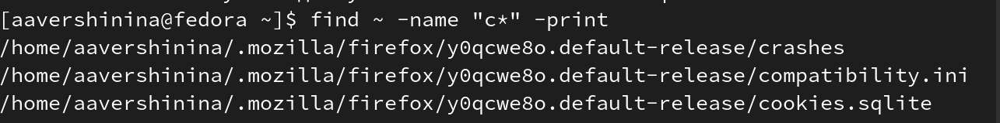 [aavershinina@fedora ~]$ find ~ -name "c*" -print
/home/aavershinina/.mozilla/firefox/y0qcwe8o.default-release/crashes
/home/aavershinina/.mozilla/firefox/y0qcwe8o.default-release/compatibility.ini
/home/aavershinina/.mozilla/firefox/y0qcwe8o.default-release/cookies.sqlite